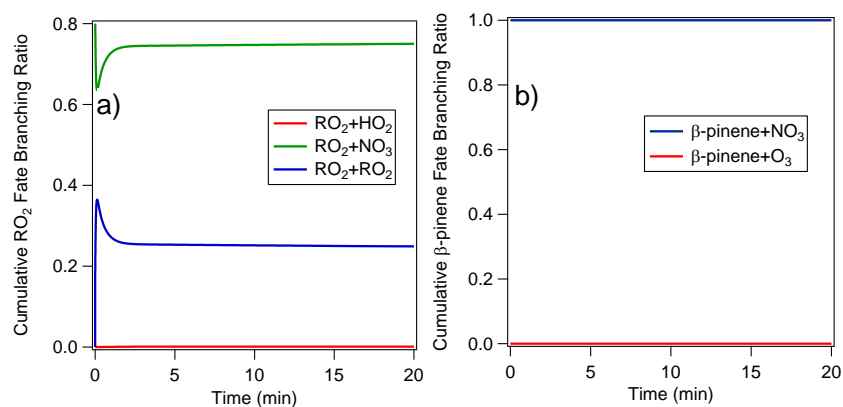 Cumulative RO₂ Fate Branching Ratio
0.8
0.6
0.4
0.2
0.0
a)
RO₂+HO₂
RO₂+NO₃
RO₂+RO₂
0
5
10
15
20
Time (min)
Cumulative β-pinene Fate Branching Ratio
1.0
0.8
0.6
0.4
0.2
0.0
b)
β-pinene+NO₃
β-pinene+O₃
0
5
10
15
20
Time (min)